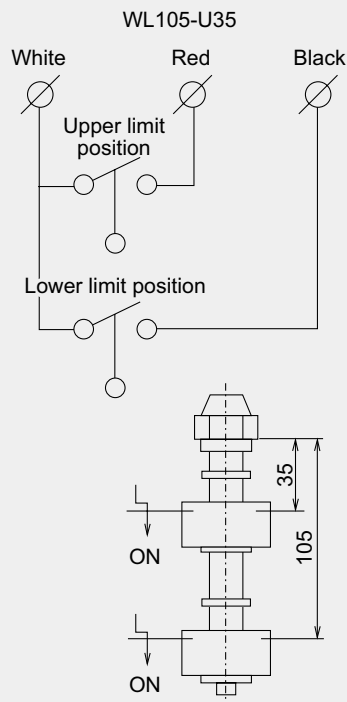 WL105-U35
White Red Black
Upper limit
position
Lower limit position
35
105
ON
ON